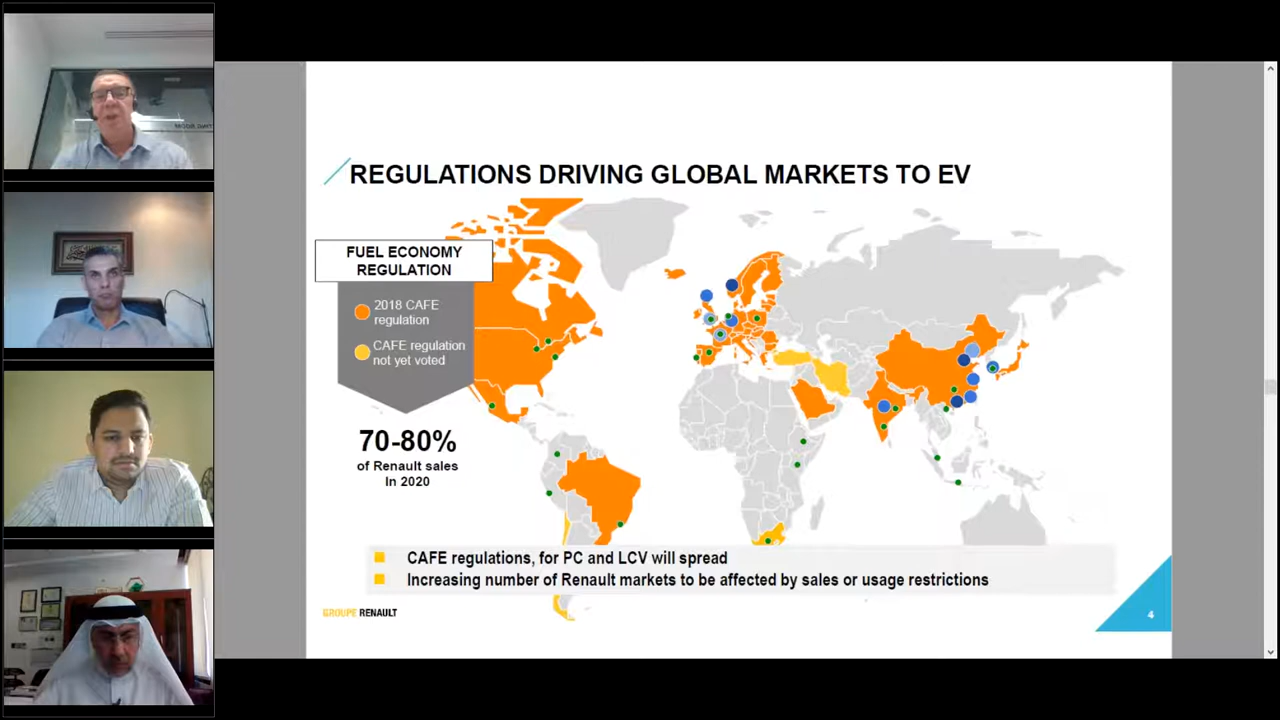 REGULATIONS DRIVING GLOBAL MARKETS TO EV
FUEL ECONOMY
REGULATION
2018 CAFE
regulation
CAFE regulation
not yet voted
70-80%
of Renault sales
In 2020
CAFE regulations, for PC and LCV will spread
Increasing number of Renault markets to be affected by sales or usage restrictions
GROUPE RENAULT
4